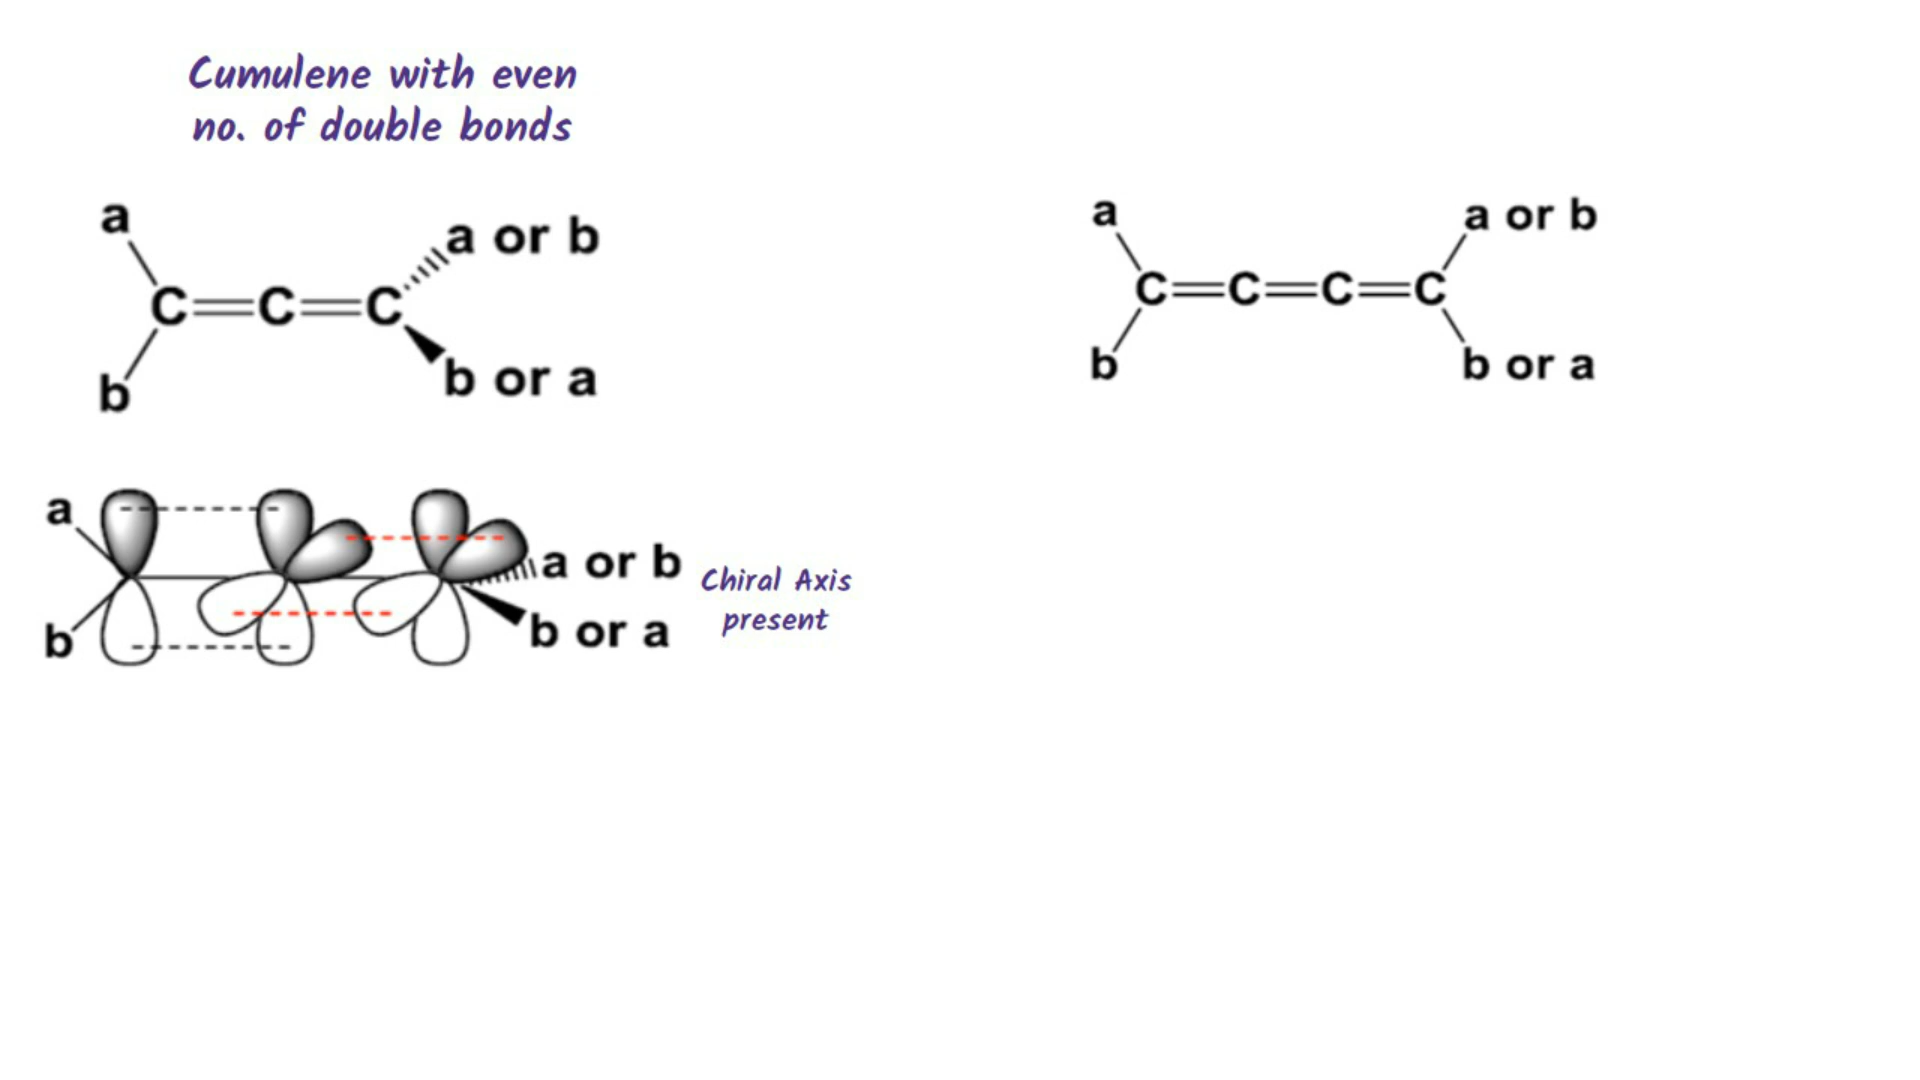 Cumulene with even
no. of double bonds
a
a or b
C=C=C
b or a
b
a
a or b
C=C=C=C
b
b or a
a
a or b
b
b or a
Chiral Axis
present